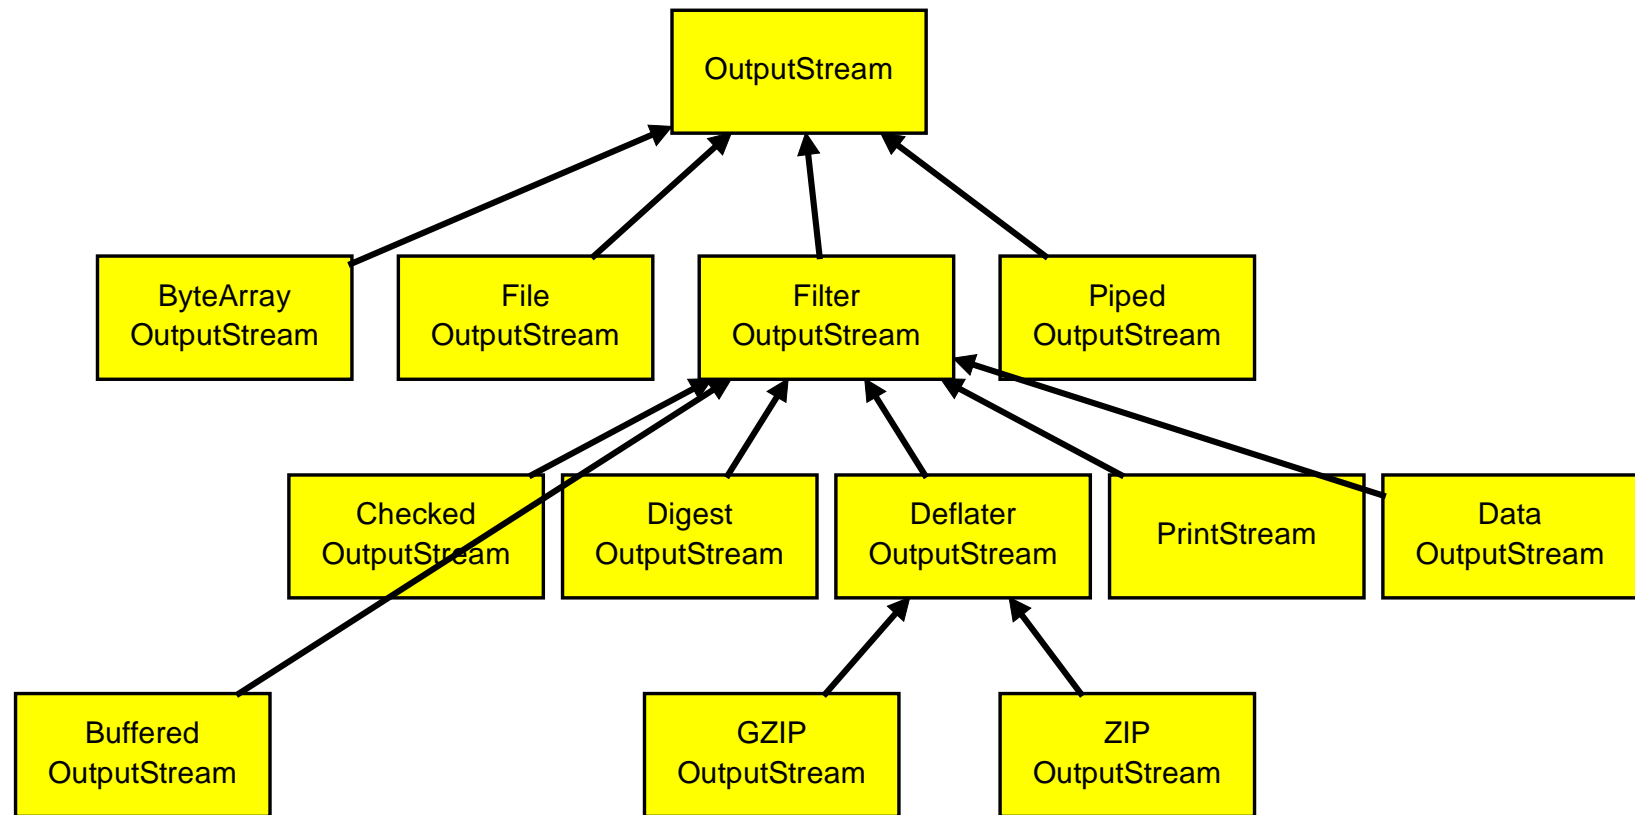 OutputStream
ByteArray
OutputStream
File
OutputStream
Filter
OutputStream
Piped
OutputStream
Checked
OutputStream
Digest
OutputStream
Deflater
OutputStream
PrintStream
Data
OutputStream
Buffered
OutputStream
GZIP
OutputStream
ZIP
OutputStream